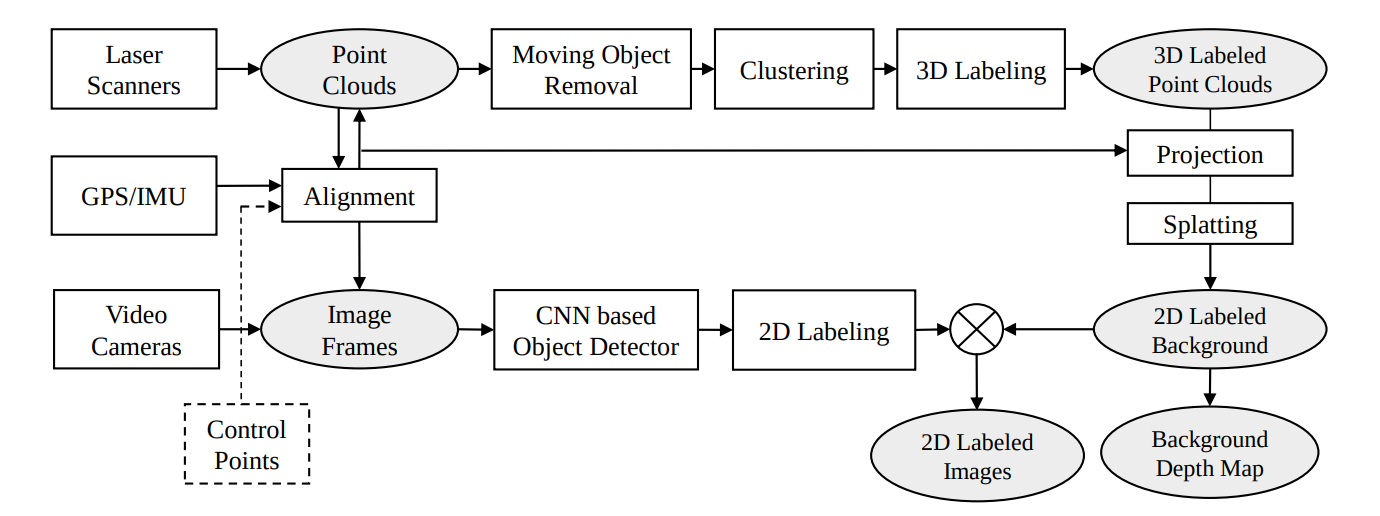 Laser
Scanners
Point
Clouds
Moving Object
Removal
Clustering
3D Labeling
3D Labeled
Point Clouds
GPS/IMU
Alignment
Projection
Splatting
Video
Cameras
Image
Frames
CNN based
Object Detector
2D Labeling
2D Labeled
Background
Control
Points
2D Labeled
Images
Background
Depth Map